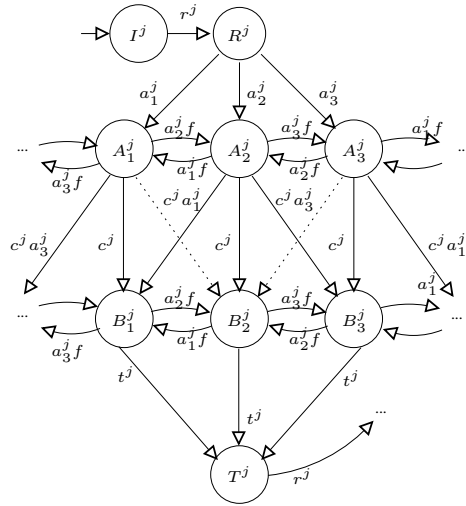 r^j
I^j R^j
a_1^j a_2^j a_3^j
a_2^j f a_3^j f a_1^j f
... A_1^j A_2^j A_3^j ...
a_3^j f a_1^j f a_2^j f
c^j a_1^j c^j a_3^j
c^j a_3^j c^j c^j c^j c^j a_1^j
a_1^j
a_2^j f a_3^j f
... B_1^j B_2^j B_3^j ...
a_3^j f a_1^j f a_2^j f
t^j t^j
...
t^j
T^j r^j